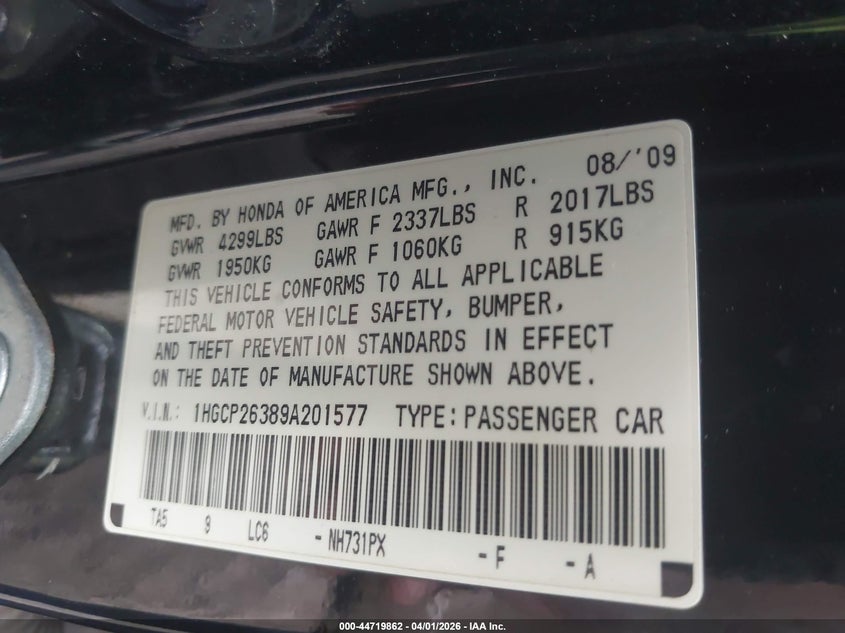 08/'09
MFD. BY HONDA OF AMERICA MFG., INC.
GVWR 4299LBS GAWR F 2337LBS R 2017LBS
GVWR 1950KG GAWR F 1060KG R 915KG
THIS VEHICLE CONFORMS TO ALL APPLICABLE
FEDERAL MOTOR VEHICLE SAFETY, BUMPER,
AND THEFT PREVENTION STANDARDS IN EFFECT
ON THE DATE OF MANUFACTURE SHOWN ABOVE.
V.I.N.: 1HGCP26389A201577 TYPE:PASSENGER CAR
TA5 9 LC6 - NH731PX - F - A
000-44719862 - 04/01/2026 - IAA Inc.